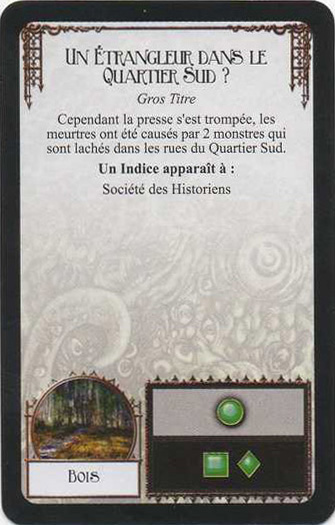 Un Étrangleur dans le
Quartier Sud ?
Gros Titre
Cependant la presse s'est trompée, les
meurtres ont été causés par 2 monstres qui
sont lachés dans les rues du Quartier Sud.
Un Indice apparaît à :
Société des Historiens
Bois